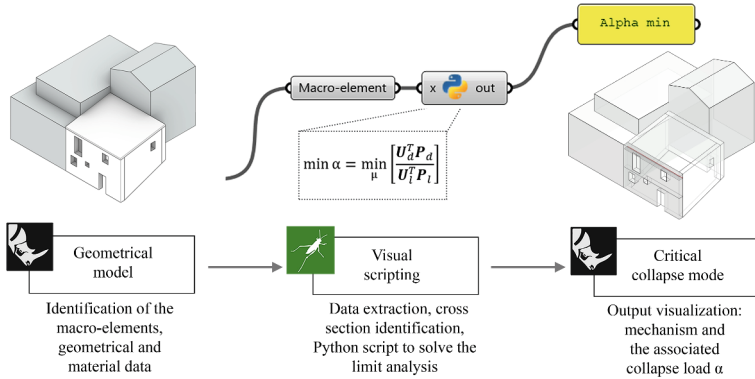 Alpha min
Macro-element
x out
min α = min μ [U_d^T P_d / U_l^T P_l]
Geometrical
model
Visual
scripting
Critical
collapse mode
Identification of the
macro-elements,
geometrical and
material data
Data extraction, cross
section identification,
Python script to solve the
limit analysis
Output visualization:
mechanism and
the associated
collapse load α